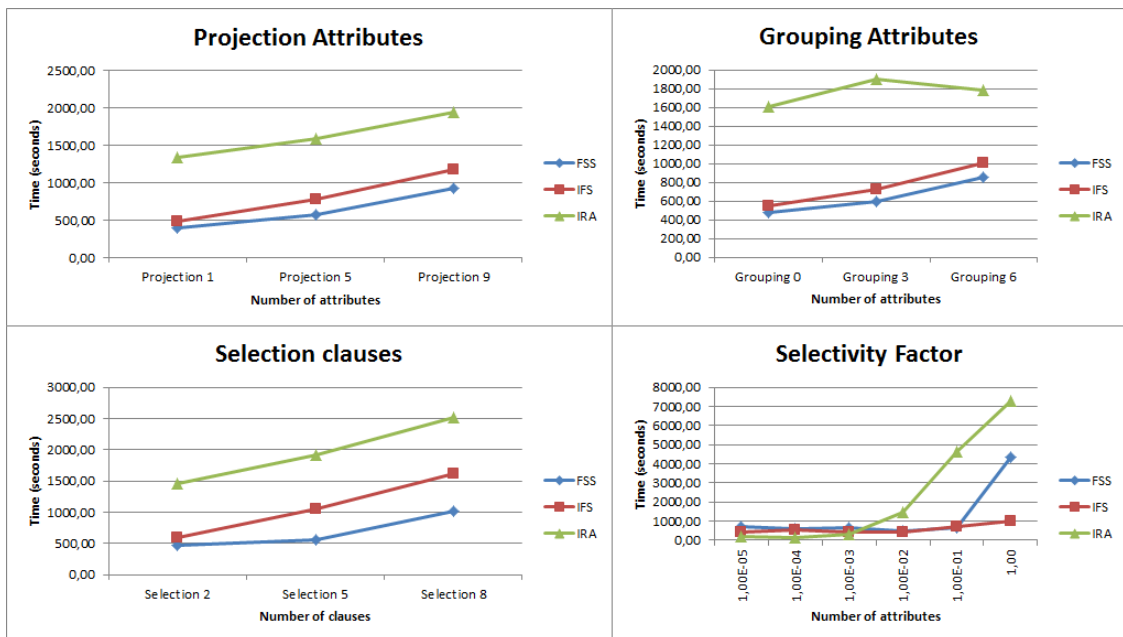 Projection Attributes
2500,00
2000,00
1500,00
1000,00
500,00
0,00
Time (seconds)
Projection 1
Projection 5
Projection 9
Number of attributes
FSS
IFS
IRA
Grouping Attributes
2000,00
1800,00
1600,00
1400,00
1200,00
1000,00
800,00
600,00
400,00
200,00
0,00
Time (seconds)
Grouping 0
Grouping 3
Grouping 6
Number of attributes
FSS
IFS
IRA
Selection clauses
3000,00
2500,00
2000,00
1500,00
1000,00
500,00
0,00
Time (seconds)
Selection 2
Selection 5
Selection 8
Number of clauses
FSS
IFS
IRA
Selectivity Factor
8000,00
7000,00
6000,00
5000,00
4000,00
3000,00
2000,00
1000,00
0,00
Time (seconds)
1,00E-05
1,00E-04
1,00E-03
1,00E-02
1,00E-01
1,00
Number of attributes
FSS
IFS
IRA